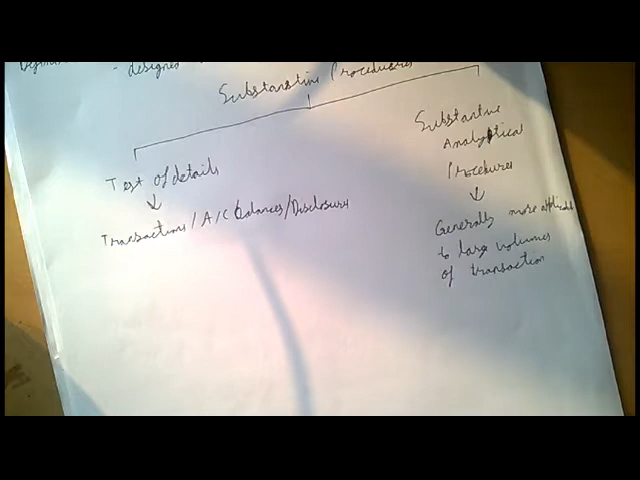 - designed
Substantive Procedures
Test of details
Transactions / A/C balances / Disclosures
Substantive
Analytical
Procedures
Generally more applicable
to large volumes
of transaction